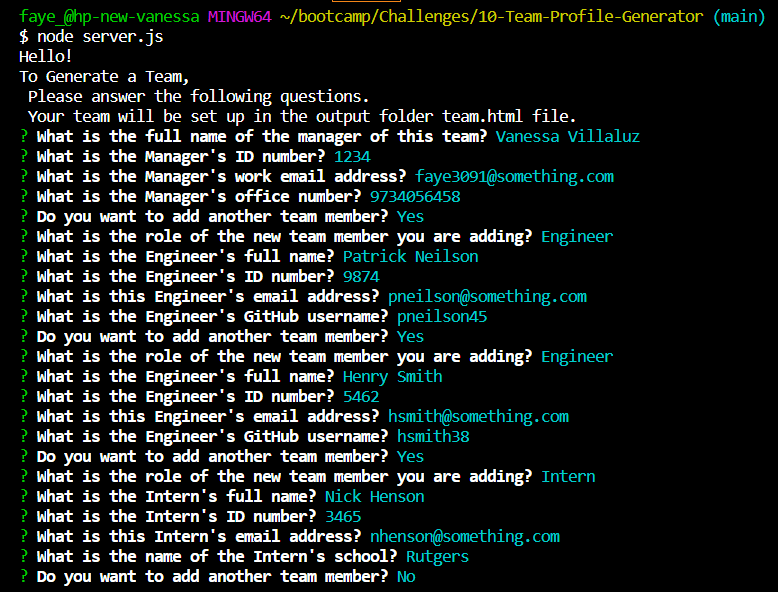 faye_@hp-new-vanessa MINGW64 ~/bootcamp/Challenges/10-Team-Profile-Generator (main)
$ node server.js
Hello!
To Generate a Team,
 Please answer the following questions.
 Your team will be set up in the output folder team.html file.
? What is the full name of the manager of this team? Vanessa Villaluz
? What is the Manager's ID number? 1234
? What is the Manager's work email address? faye3091@something.com
? What is the Manager's office number? 9734056458
? Do you want to add another team member? Yes
? What is the role of the new team member you are adding? Engineer
? What is the Engineer's full name? Patrick Neilson
? What is the Engineer's ID number? 9874
? What is this Engineer's email address? pneilson@something.com
? What is the Engineer's GitHub username? pneilson45
? Do you want to add another team member? Yes
? What is the role of the new team member you are adding? Engineer
? What is the Engineer's full name? Henry Smith
? What is the Engineer's ID number? 5462
? What is this Engineer's email address? hsmith@something.com
? What is the Engineer's GitHub username? hsmith38
? Do you want to add another team member? Yes
? What is the role of the new team member you are adding? Intern
? What is the Intern's full name? Nick Henson
? What is the Intern's ID number? 3465
? What is this Intern's email address? nhenson@something.com
? What is the name of the Intern's school? Rutgers
? Do you want to add another team member? No